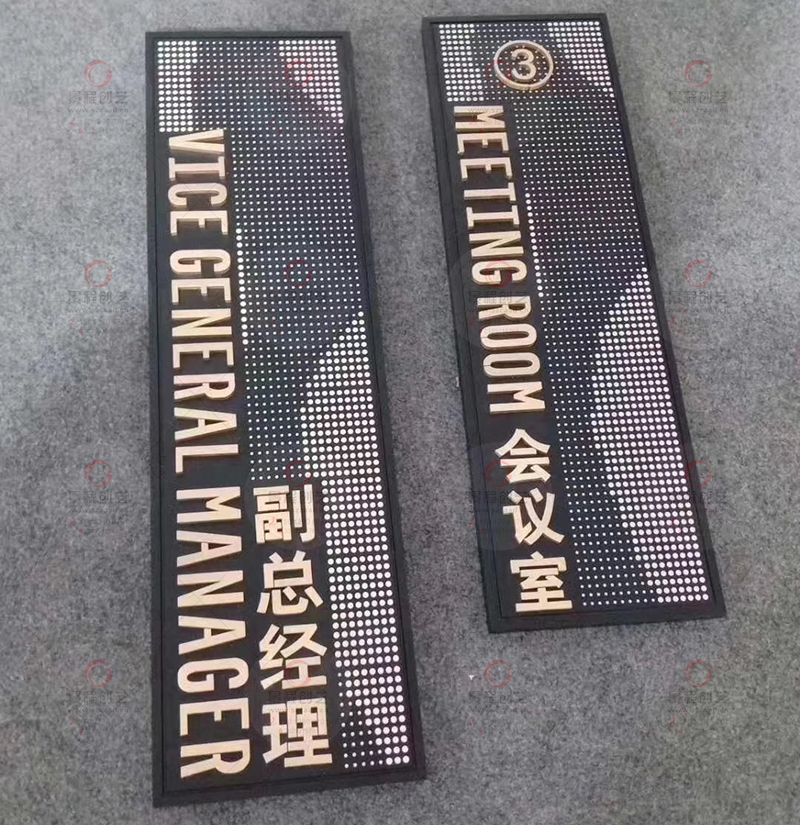 VICE GENERAL MANAGER
副总经理
3
MEETING ROOM 会议室